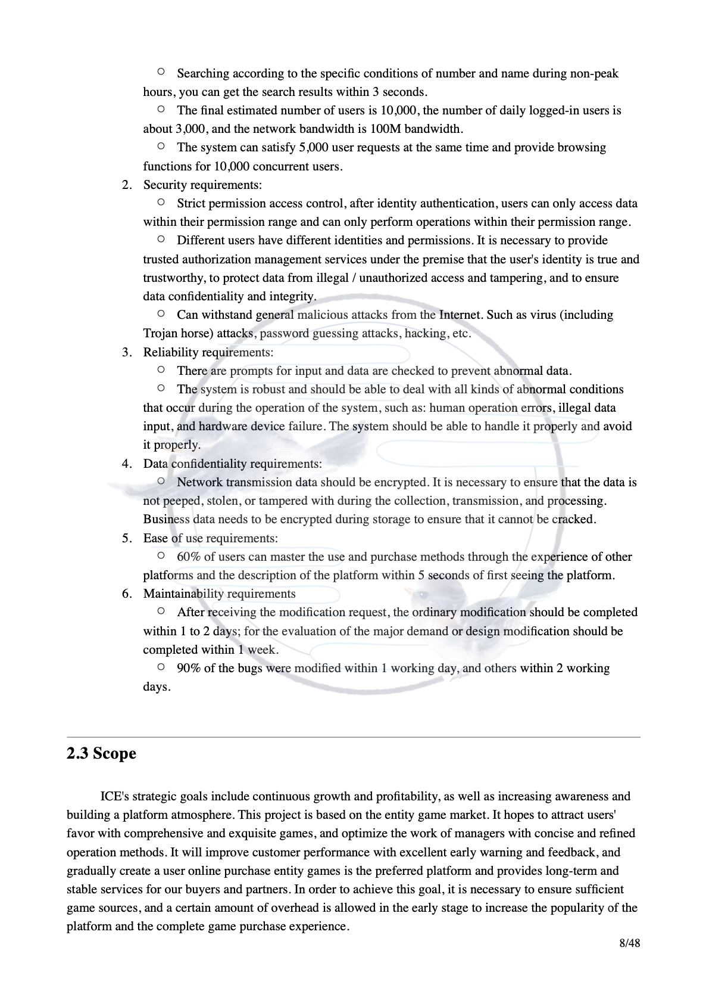 ○ Searching according to the specific conditions of number and name during non-peak
hours, you can get the search results within 3 seconds.
○ The final estimated number of users is 10,000, the number of daily logged-in users is
about 3,000, and the network bandwidth is 100M bandwidth.
○ The system can satisfy 5,000 user requests at the same time and provide browsing
functions for 10,000 concurrent users.
2. Security requirements:
○ Strict permission access control, after identity authentication, users can only access data
within their permission range and can only perform operations within their permission range.
○ Different users have different identities and permissions. It is necessary to provide
trusted authorization management services under the premise that the user's identity is true and
trustworthy, to protect data from illegal / unauthorized access and tampering, and to ensure
data confidentiality and integrity.
○ Can withstand general malicious attacks from the Internet. Such as virus (including
Trojan horse) attacks, password guessing attacks, hacking, etc.
3. Reliability requirements:
○ There are prompts for input and data are checked to prevent abnormal data.
○ The system is robust and should be able to deal with all kinds of abnormal conditions
that occur during the operation of the system, such as: human operation errors, illegal data
input, and hardware device failure. The system should be able to handle it properly and avoid
it properly.
4. Data confidentiality requirements:
○ Network transmission data should be encrypted. It is necessary to ensure that the data is
not peeped, stolen, or tampered with during the collection, transmission, and processing.
Business data needs to be encrypted during storage to ensure that it cannot be cracked.
5. Ease of use requirements:
○ 60% of users can master the use and purchase methods through the experience of other
platforms and the description of the platform within 5 seconds of first seeing the platform.
6. Maintainability requirements
○ After receiving the modification request, the ordinary modification should be completed
within 1 to 2 days; for the evaluation of the major demand or design modification should be
completed within 1 week.
○ 90% of the bugs were modified within 1 working day, and others within 2 working
days.
2.3 Scope
ICE's strategic goals include continuous growth and profitability, as well as increasing awareness and
building a platform atmosphere. This project is based on the entity game market. It hopes to attract users'
favor with comprehensive and exquisite games, and optimize the work of managers with concise and refined
operation methods. It will improve customer performance with excellent early warning and feedback, and
gradually create a user online purchase entity games is the preferred platform and provides long-term and
stable services for our buyers and partners. In order to achieve this goal, it is necessary to ensure sufficient
game sources, and a certain amount of overhead is allowed in the early stage to increase the popularity of the
platform and the complete game purchase experience.
8/48